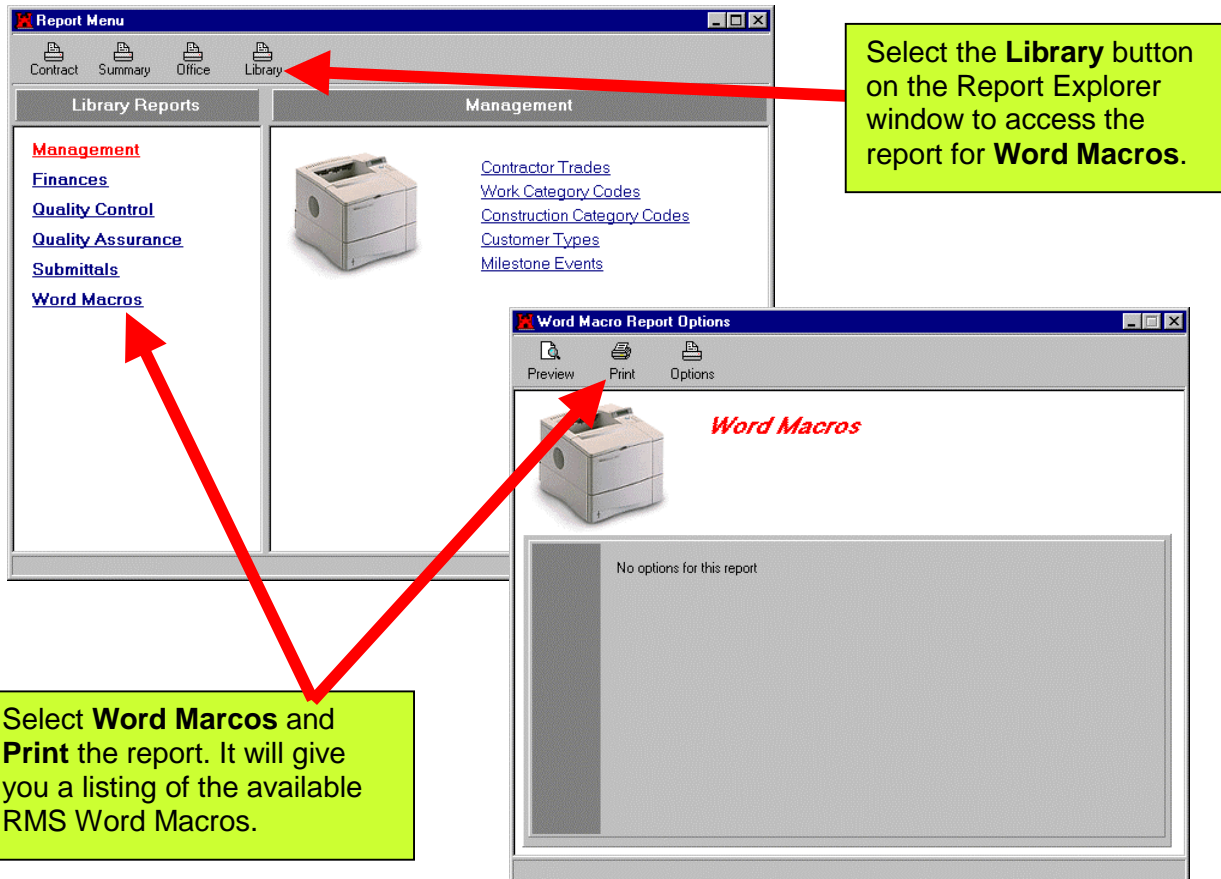 Report Menu
Contract Summary Office Library
Library Reports
Management
Management
Finances
Quality Control
Quality Assurance
Submittals
Word Macros
Contractor Trades
Work Category Codes
Construction Category Codes
Customer Types
Milestone Events
Select the Library button
on the Report Explorer
window to access the
report for Word Macros.
Word Macro Report Options
Preview Print Options
Word Macros
No options for this report
Select Word Marcos and
Print the report. It will give
you a listing of the available
RMS Word Macros.